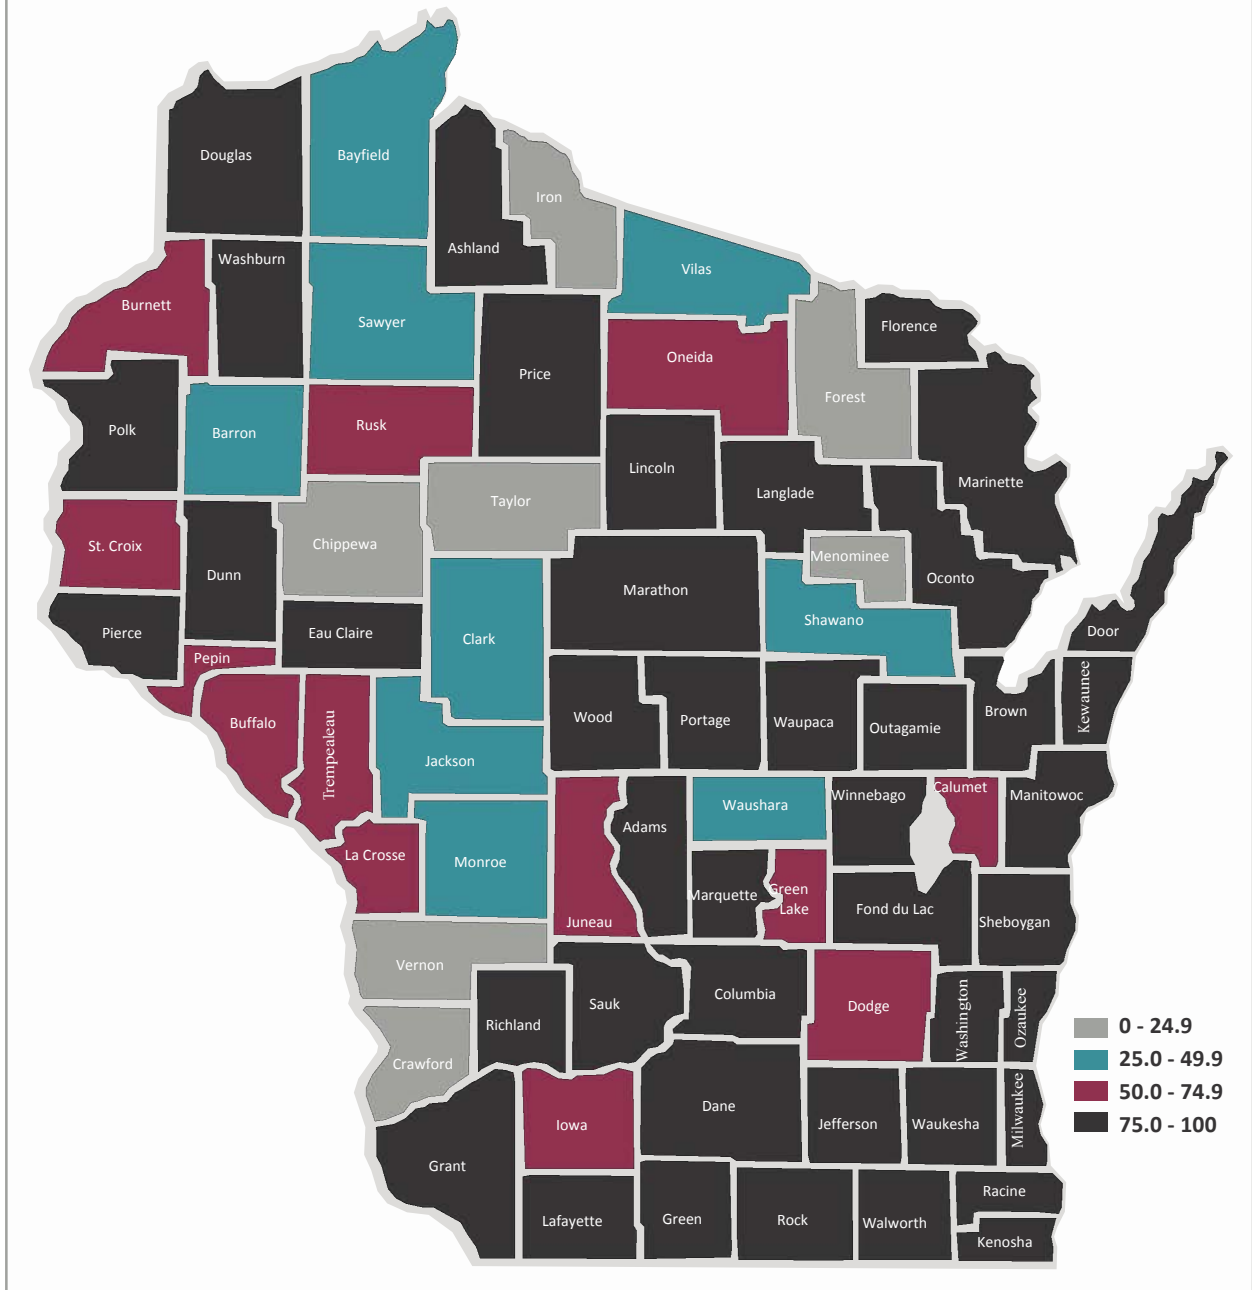 Douglas
Bayfield
Iron
Ashland
Washburn
Vilas
Burnett
Sawyer
Florence
Oneida
Price
Forest
Polk
Barron
Rusk
Lincoln
Marinette
Langlade
Taylor
St. Croix
Chippewa
Menominee
Dunn
Oconto
Marathon
Shawano
Pierce
Eau Claire
Clark
Door
Pepin
Kewaunee
Buffalo
Trempealeau
Wood
Portage
Waupaca
Outagamie
Brown
Jackson
Calumet
Winnebago
Manitowoc
Waushara
Adams
La Crosse
Monroe
Green
Lake
Marquette
Juneau
Fond du Lac
Sheboygan
Vernon
Columbia
Sauk
Dodge
Washington
Ozaukee
Richland
Crawford
0 - 24.9
25.0 - 49.9
50.0 - 74.9
75.0 - 100
Dane
Iowa
Jefferson
Waukesha
Milwaukee
Grant
Racine
Lafayette
Green
Rock
Walworth
Kenosha